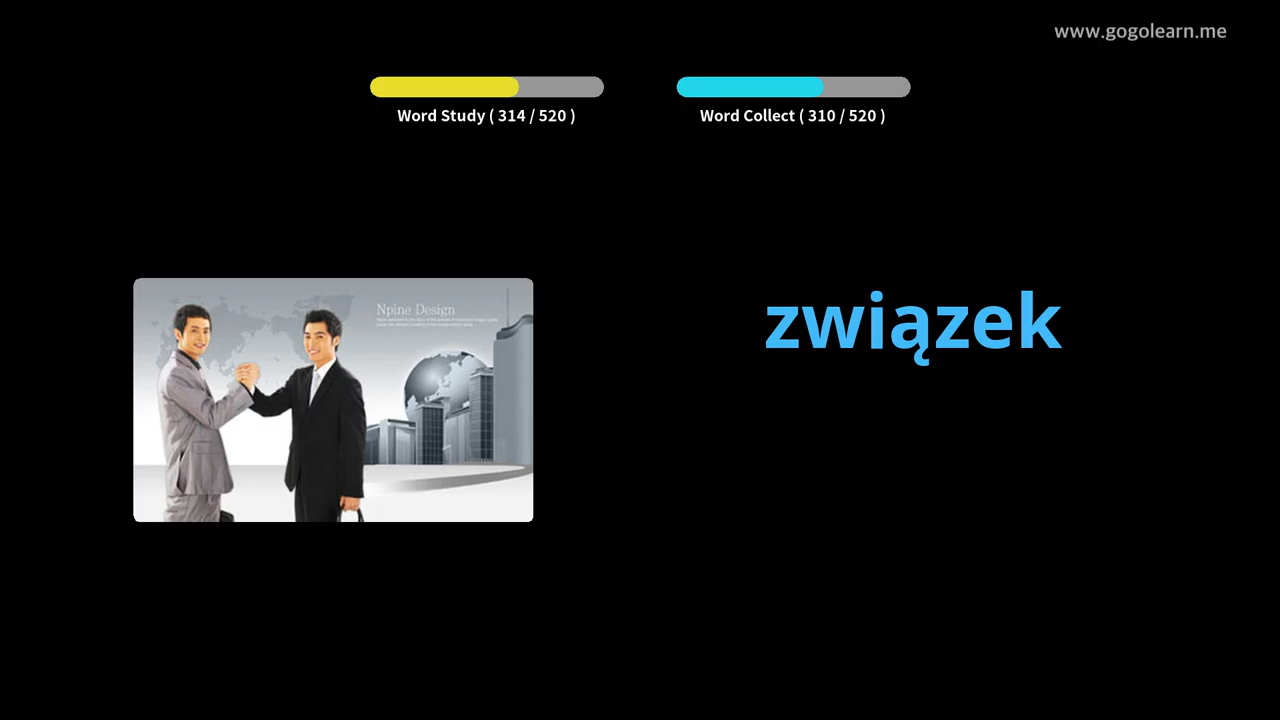 www.gogolearn.me
Word Study ( 314 / 520 )
Word Collect ( 310 / 520 )
Npine Design
związek